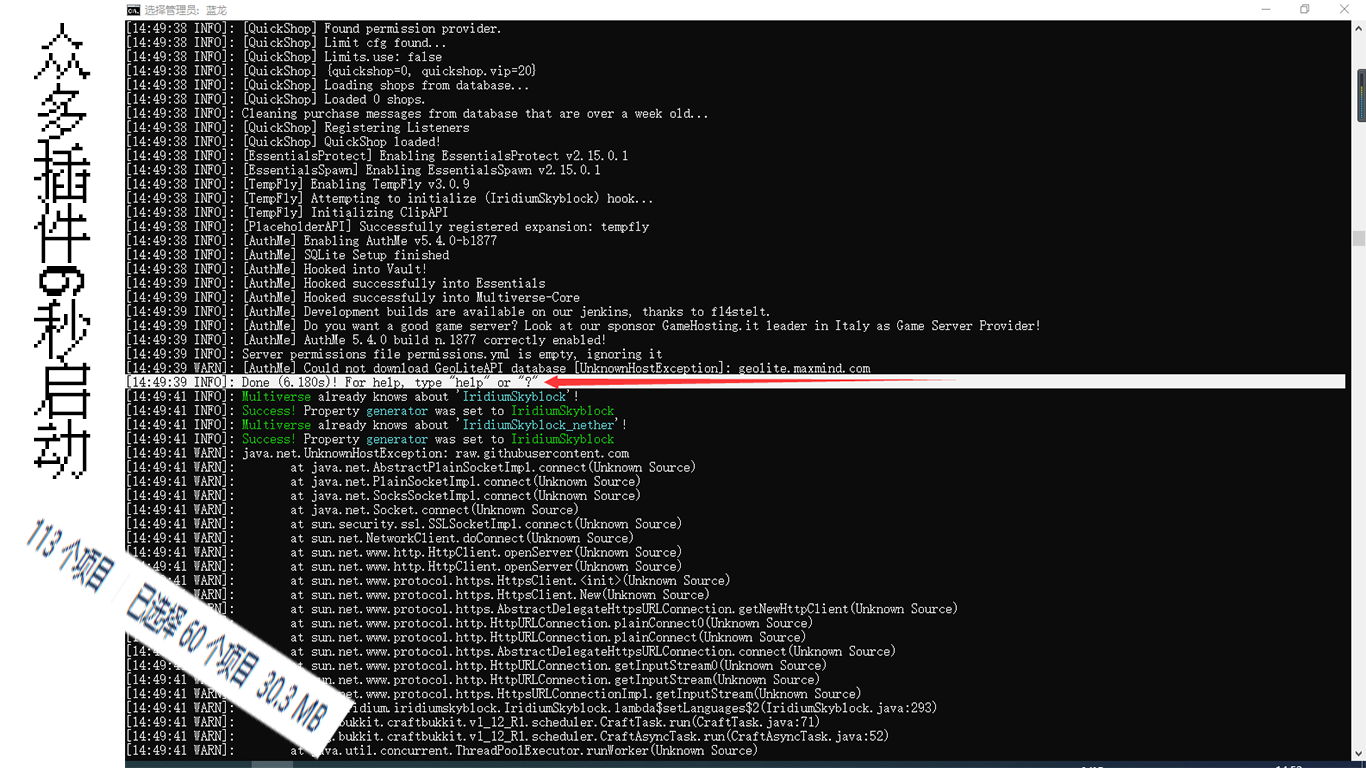 选择管理员: 蓝龙
众多插件6秒启动
[14:49:38 INFO]: [QuickShop] Found permission provider.
[14:49:38 INFO]: [QuickShop] Limit cfg found...
[14:49:38 INFO]: [QuickShop] Limits.use: false
[14:49:38 INFO]: [QuickShop] {quickshop=0, quickshop.vip=20}
[14:49:38 INFO]: [QuickShop] Loading shops from database...
[14:49:38 INFO]: [QuickShop] Loaded 0 shops.
[14:49:38 INFO]: Cleaning purchase messages from database that are over a week old...
[14:49:38 INFO]: [QuickShop] Registering Listeners
[14:49:38 INFO]: [QuickShop] QuickShop loaded!
[14:49:38 INFO]: [EssentialsProtect] Enabling EssentialsProtect v2.15.0.1
[14:49:38 INFO]: [EssentialsSpawn] Enabling EssentialsSpawn v2.15.0.1
[14:49:38 INFO]: [TempFly] Enabling TempFly v3.0.9
[14:49:38 INFO]: [TempFly] Attempting to initialize (IridiumSkyblock) hook...
[14:49:38 INFO]: [TempFly] Initializing ClipAPI
[14:49:38 INFO]: [PlaceholderAPI] Successfully registered expansion: tempfly
[14:49:38 INFO]: [AuthMe] Enabling AuthMe v5.4.0-b1877
[14:49:38 INFO]: [AuthMe] SQLite Setup finished
[14:49:38 INFO]: [AuthMe] Hooked into Vault!
[14:49:39 INFO]: [AuthMe] Hooked successfully into Essentials
[14:49:39 INFO]: [AuthMe] Hooked successfully into Multiverse-Core
[14:49:39 INFO]: [AuthMe] Development builds are available on our jenkins, thanks to fl4stelt.
[14:49:39 INFO]: [AuthMe] Do you want a good game server? Look at our sponsor GameHosting.it leader in Italy as Game Server Provider!
[14:49:39 INFO]: [AuthMe] AuthMe 5.4.0 build n.1877 correctly enabled!
[14:49:39 INFO]: Server permissions file permissions.yml is empty, ignoring it
[14:49:39 WARN]: [AuthMe] Could not download GeoLiteAPI database [UnknownHostException]: geolite.maxmind.com
[14:49:39 INFO]: Done (6.180s)! For help, type "help" or "?"
[14:49:41 INFO]: Multiverse already knows about 'IridiumSkyblock'!
[14:49:41 INFO]: Success! Property generator was set to IridiumSkyblock
[14:49:41 INFO]: Multiverse already knows about 'IridiumSkyblock_nether'!
[14:49:41 INFO]: Success! Property generator was set to IridiumSkyblock
[14:49:41 WARN]: java.net.UnknownHostException: raw.githubusercontent.com
[14:49:41 WARN]: at java.net.AbstractPlainSocketImpl.connect(Unknown Source)
[14:49:41 WARN]: at java.net.PlainSocketImpl.connect(Unknown Source)
[14:49:41 WARN]: at java.net.SocksSocketImpl.connect(Unknown Source)
[14:49:41 WARN]: at java.net.Socket.connect(Unknown Source)
[14:49:41 WARN]: at sun.security.ssl.SSLSocketImpl.connect(Unknown Source)
[14:49:41 WARN]: at sun.net.NetworkClient.doConnect(Unknown Source)
[14:49:41 WARN]: at sun.net.www.http.HttpClient.openServer(Unknown Source)
:49:41 WARN]: at sun.net.www.http.HttpClient.openServer(Unknown Source)
41 WARN]: at sun.net.www.protocol.https.HttpsClient.<init>(Unknown Source)
at sun.net.www.protocol.https.HttpsClient.New(Unknown Source)
at sun.net.www.protocol.https.AbstractDelegateHttpsURLConnection.getNewHttpClient(Unknown Source)
at sun.net.www.protocol.http.HttpURLConnection.plainConnect0(Unknown Source)
at sun.net.www.protocol.http.HttpURLConnection.plainConnect(Unknown Source)
at sun.net.www.protocol.https.AbstractDelegateHttpsURLConnection.connect(Unknown Source)
sun.net.www.protocol.http.HttpURLConnection.getInputStream0(Unknown Source)
sun.net.www.protocol.http.HttpURLConnection.getInputStream(Unknown Source)
[14:49:41 net.www.protocol.https.HttpsURLConnectionImpl.getInputStream(Unknown Source)
[14:49:41 WARN iridiumskyblock.IridiumSkyblock.lambda$setLanguages$2(IridiumSkyblock.java:293)
[14:49:41 WARN]: bukkit.craftbukkit.v1_12_R1.scheduler.CraftTask.run(CraftTask.java:71)
[14:49:41 WARN]: bukkit.craftbukkit.v1_12_R1.scheduler.CraftAsyncTask.run(CraftAsyncTask.java:52)
[14:49:41 WARN]: at java.util.concurrent.ThreadPoolExecutor.runWorker(Unknown Source)
113 个项目 已选择 60 个项目 30.3 MB